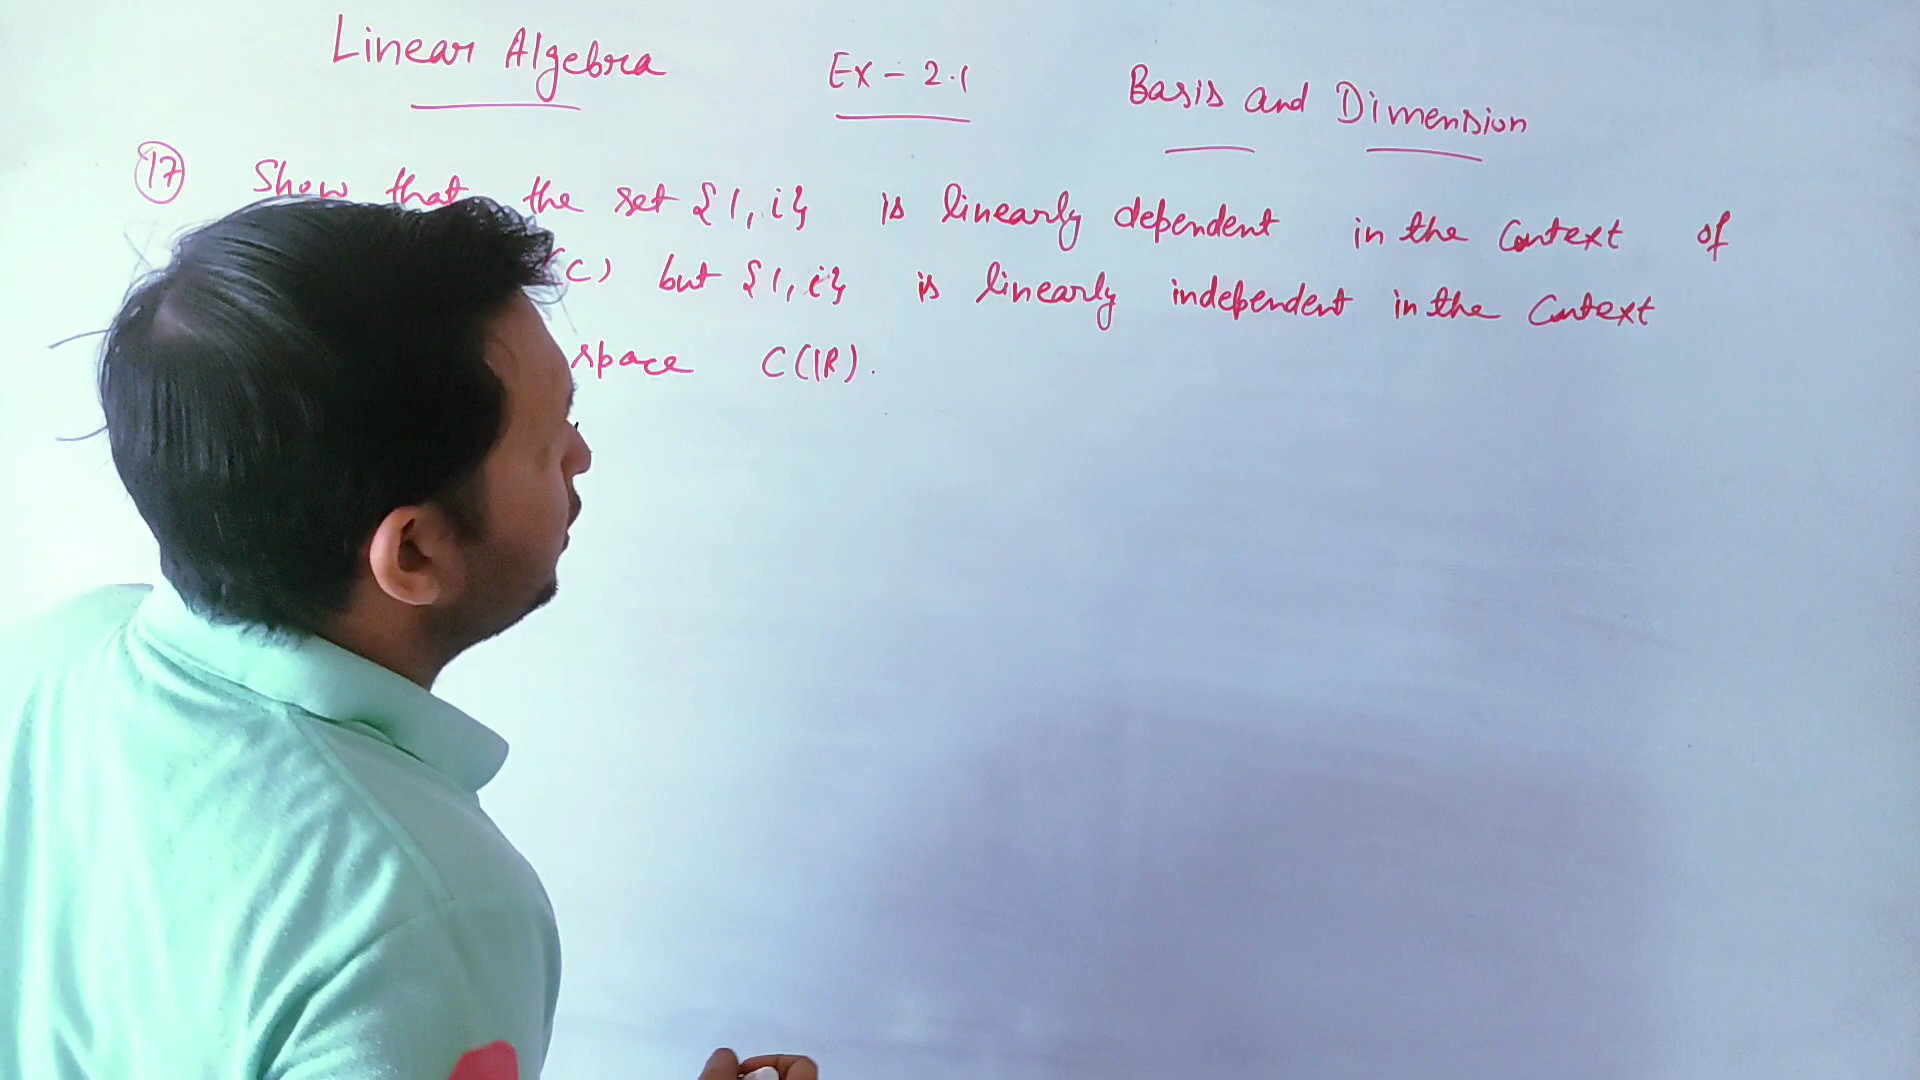 Linear Algebra Ex - 2.1 Basis and Dimension
17 Show that the set {1, i} is linearly dependent in the Context of
(C) but {1, i} is linearly independent in the Context
space C(IR).